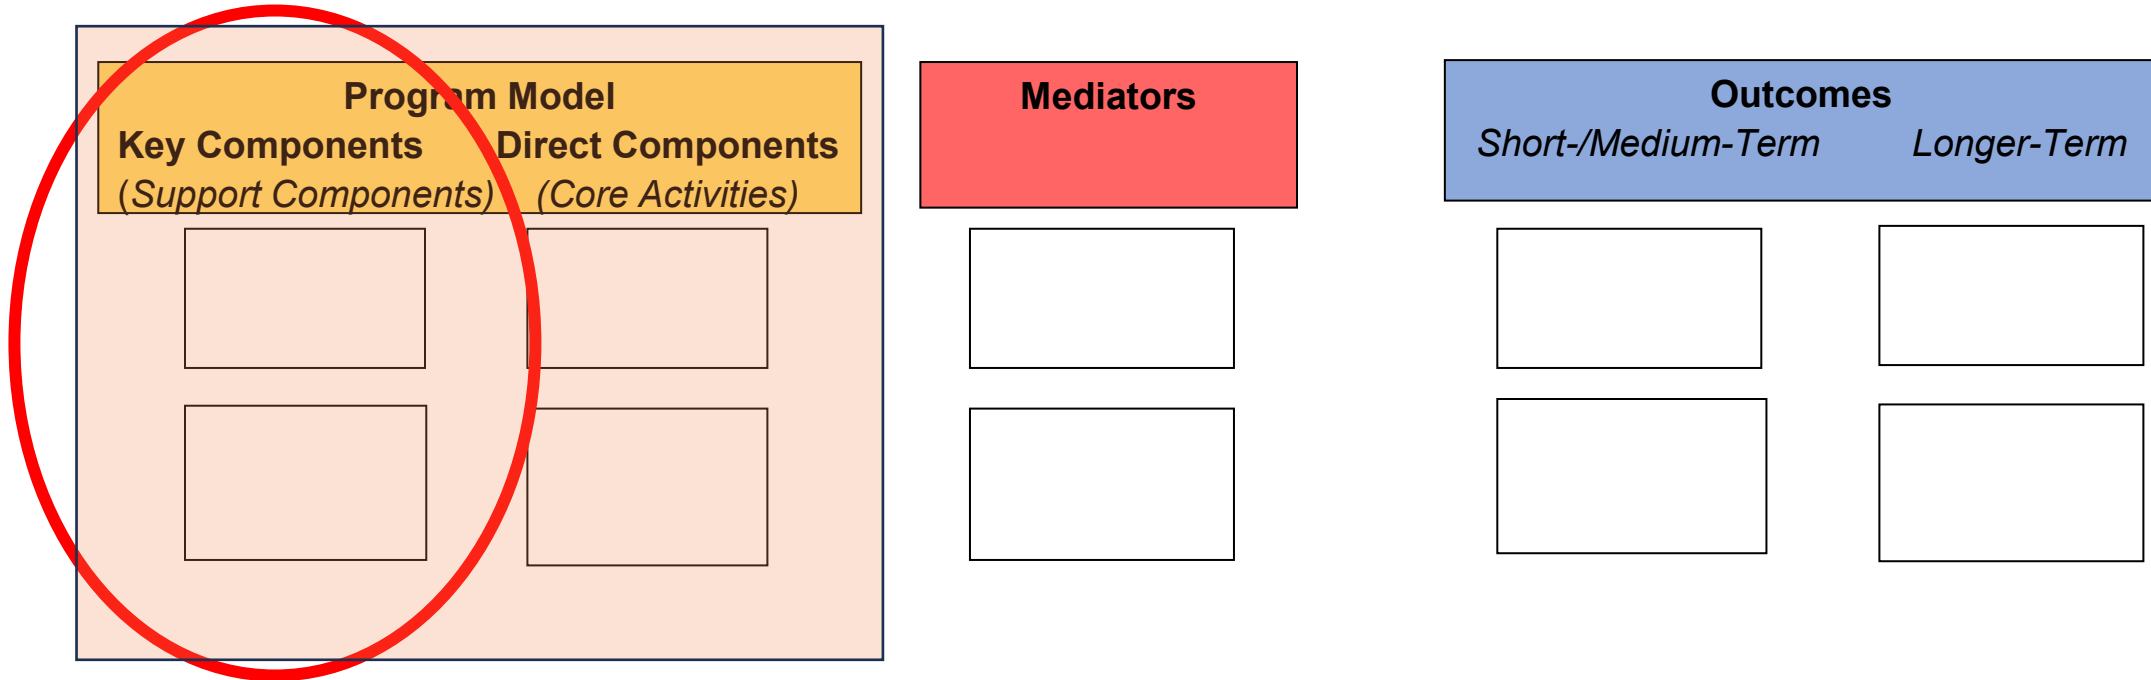 Program Model
Key Components Direct Components
(Support Components) (Core Activities)
Mediators
Outcomes
Short-/Medium-Term Longer-Term